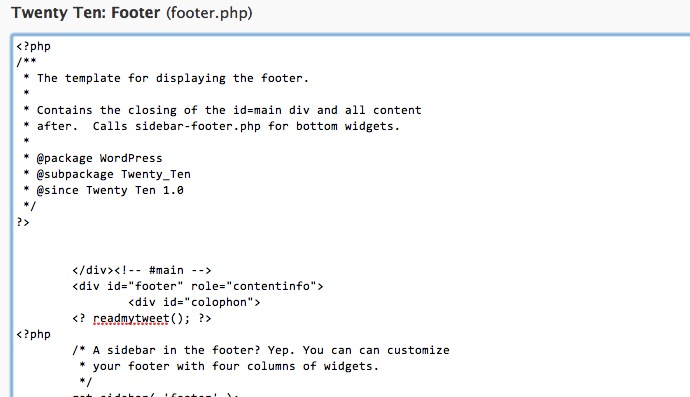 Twenty Ten: Footer (footer.php)
<?php
/**
 * The template for displaying the footer.
 *
 * Contains the closing of the id=main div and all content
 * after.  Calls sidebar-footer.php for bottom widgets.
 *
 * @package WordPress
 * @subpackage Twenty_Ten
 * @since Twenty Ten 1.0
 */
?>
</div><!-- #main -->
<div id="footer" role="contentinfo">
<div id="colophon">
<? readmytweet(); ?>
<?php
/* A sidebar in the footer? Yep. You can can customize
 * your footer with four columns of widgets.
 */